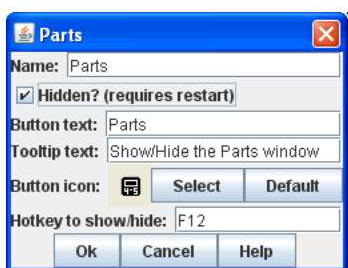 Parts
Name: Parts
Hidden? (requires restart)
Button text: Parts
Tooltip text: Show/Hide the Parts window
Button icon: Select Default
Hotkey to show/hide: F12
Ok Cancel Help